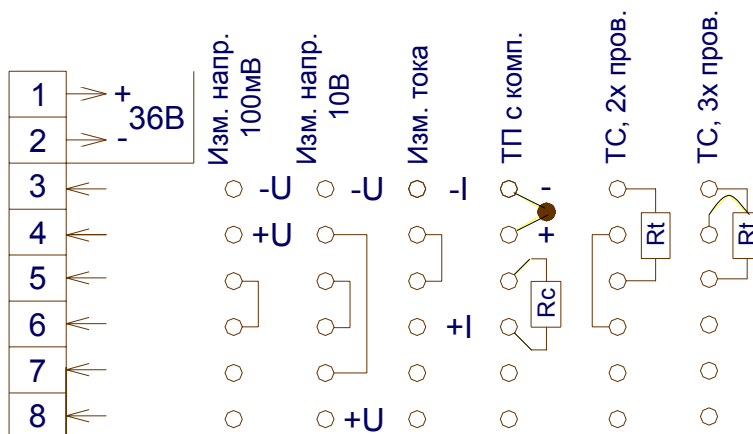 Изм. напр.
100мВ
Изм. напр.
10В
Изм. тока
ТП с комп.
ТС, 2х пров.
ТС, 3х пров.
1 +
36В
2 -
3 -U -U -I -
4 +U + Rt Rt
5
Rc
6 +I
7
8 +U